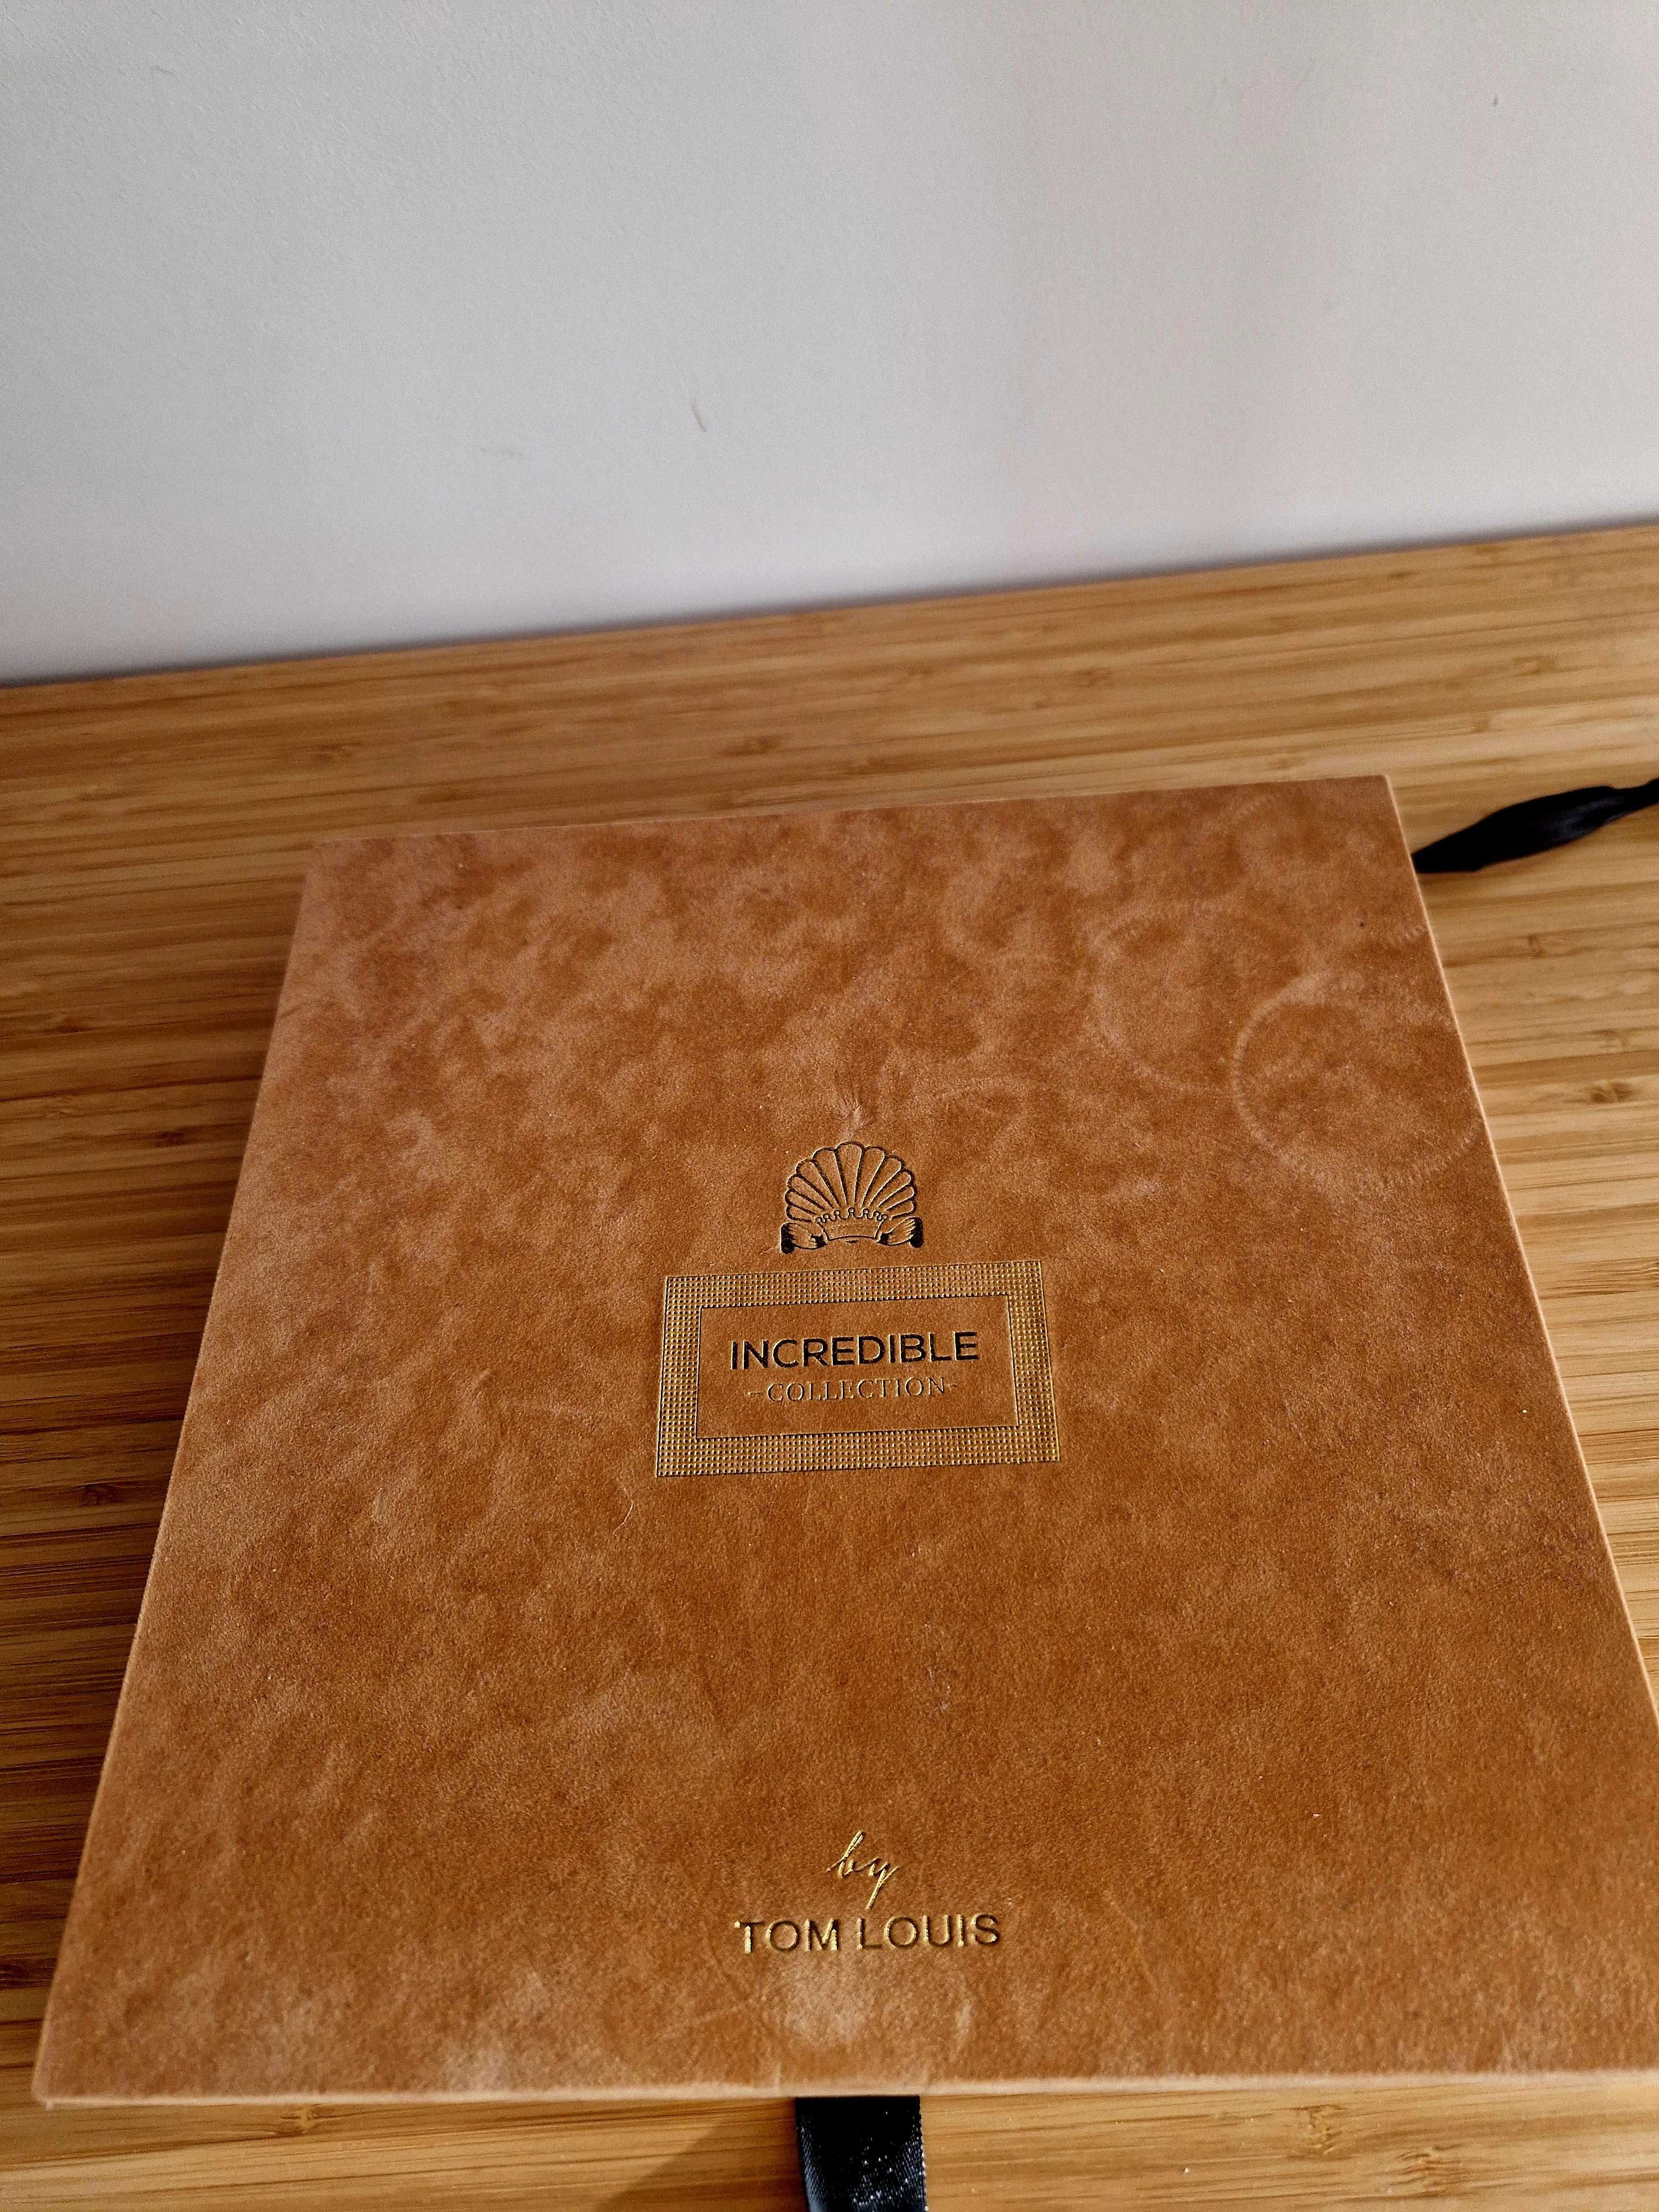 INCREDIBLE
-COLLECTION-
by
TOM LOUIS